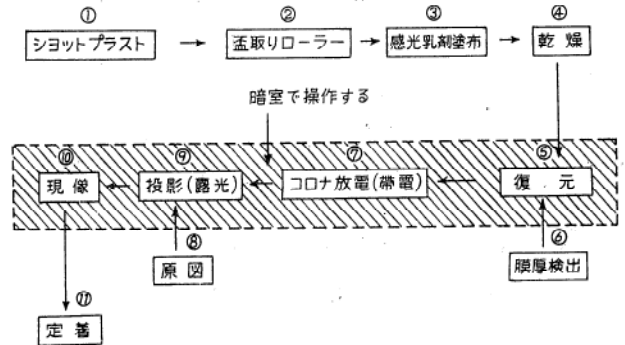 ① ② ③ ④
ショットプラスト → 歪取りローラー → 感光乳剤塗布 → 乾燥
暗室で操作する
⑩ ⑨ ⑦ ⑤
現像 投影(露光) コロナ放電(帯電) 復元
⑧ ⑥
原図 膜厚検出
⑪
定着